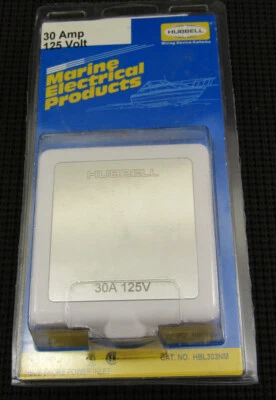 30 Amp
125 Volt
HUBBELL
Wiring Device-Kellems
Marine
Electrical
Products
HUBBELL
30A 125V
CAT. NO. HBL303NM